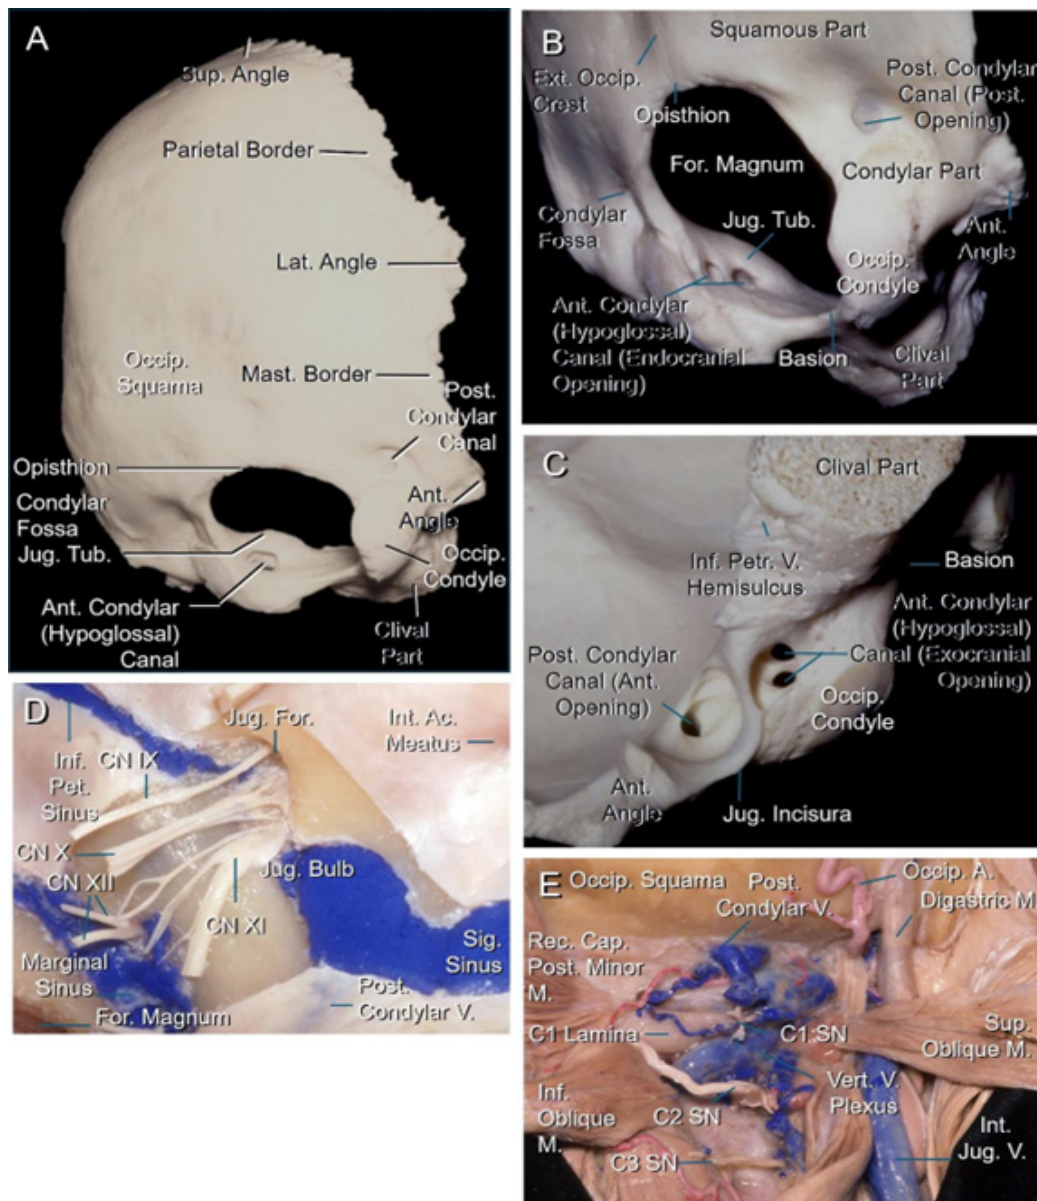 A
Sup. Angle
Parietal Border
Lat. Angle
Occip.
Squama
Mast. Border
Post.
Condylar
Canal
Opisthion
Condylar
Fossa
Ant.
Angle
Jug. Tub.
Occip.
Condyle
Ant. Condylar
(Hypoglossal)
Canal
Clival
Part
B
Squamous Part
Ext. Occip.
Crest
Post. Condylar
Canal (Post.
Opening)
Opisthion
For. Magnum
Condylar Part
Condylar
Fossa
Jug. Tub.
Ant.
Angle
Occip.
Condyle
Ant. Condylar
(Hypoglossal)
Canal (Endocranial
Opening)
Basion
Clival
Part
C
Clival Part
Inf. Petr. V.
Hemisulcus
Basion
Ant. Condylar
(Hypoglossal)
Canal (Exocranial
Opening)
Post. Condylar
Canal (Ant.
Opening)
Occip.
Condyle
Ant.
Angle
Jug. Incisura
D
Jug. For.
Int. Ac.
Meatus
Inf.
Pet.
Sinus
CN IX
CN X
CN XII
Jug. Bulb
CN XI
Marginal
Sinus
Sig.
Sinus
For. Magnum
Post.
Condylar V.
E
Occip. Squama
Post.
Condylar V.
Occip. A.
Digastric M.
Rec. Cap.
Post. Minor
M.
C1 Lamina
C1 SN
Sup.
Oblique M.
Inf.
Oblique
M.
Vert. V.
Plexus
C2 SN
C3 SN
Int.
Jug. V.